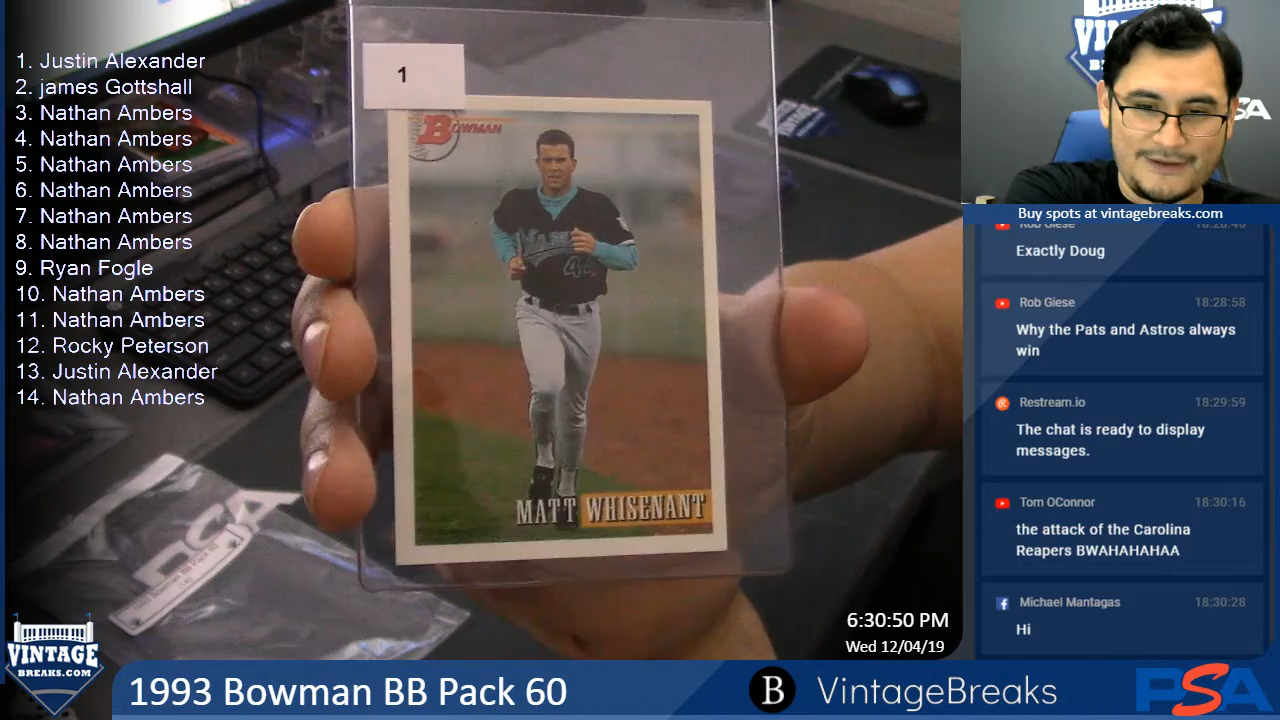 1. Justin Alexander
2. james Gottshall
3. Nathan Ambers
4. Nathan Ambers
5. Nathan Ambers
6. Nathan Ambers
7. Nathan Ambers
8. Nathan Ambers
9. Ryan Fogle
10. Nathan Ambers
11. Nathan Ambers
12. Rocky Peterson
13. Justin Alexander
14. Nathan Ambers
1
BOWMAN
44
MATT WHISENANT
PSA
PSA
Buy spots at vintagebreaks.com
Rob Giese
Exactly Doug
Rob Giese 18:28:58
Why the Pats and Astros always
win
Restream.io 18:29:59
The chat is ready to display
messages.
Tom OConnor 18:30:16
the attack of the Carolina
Reapers BWAHAHAHAA
Michael Mantagas 18:30:28
Hi
6:30:50 PM
Wed 12/04/19
VINTAGE
BREAKS.COM
1993 Bowman BB Pack 60
B VintageBreaks
PSA